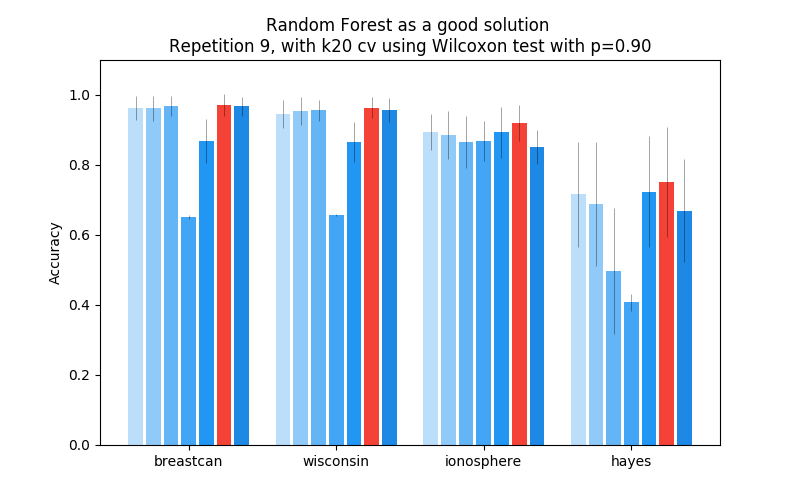 Random Forest as a good solution
Repetition 9, with k20 cv using Wilcoxon test with p=0.90
1.0
0.8
0.6
0.4
0.2
0.0
Accuracy
breastcan wisconsin ionosphere hayes